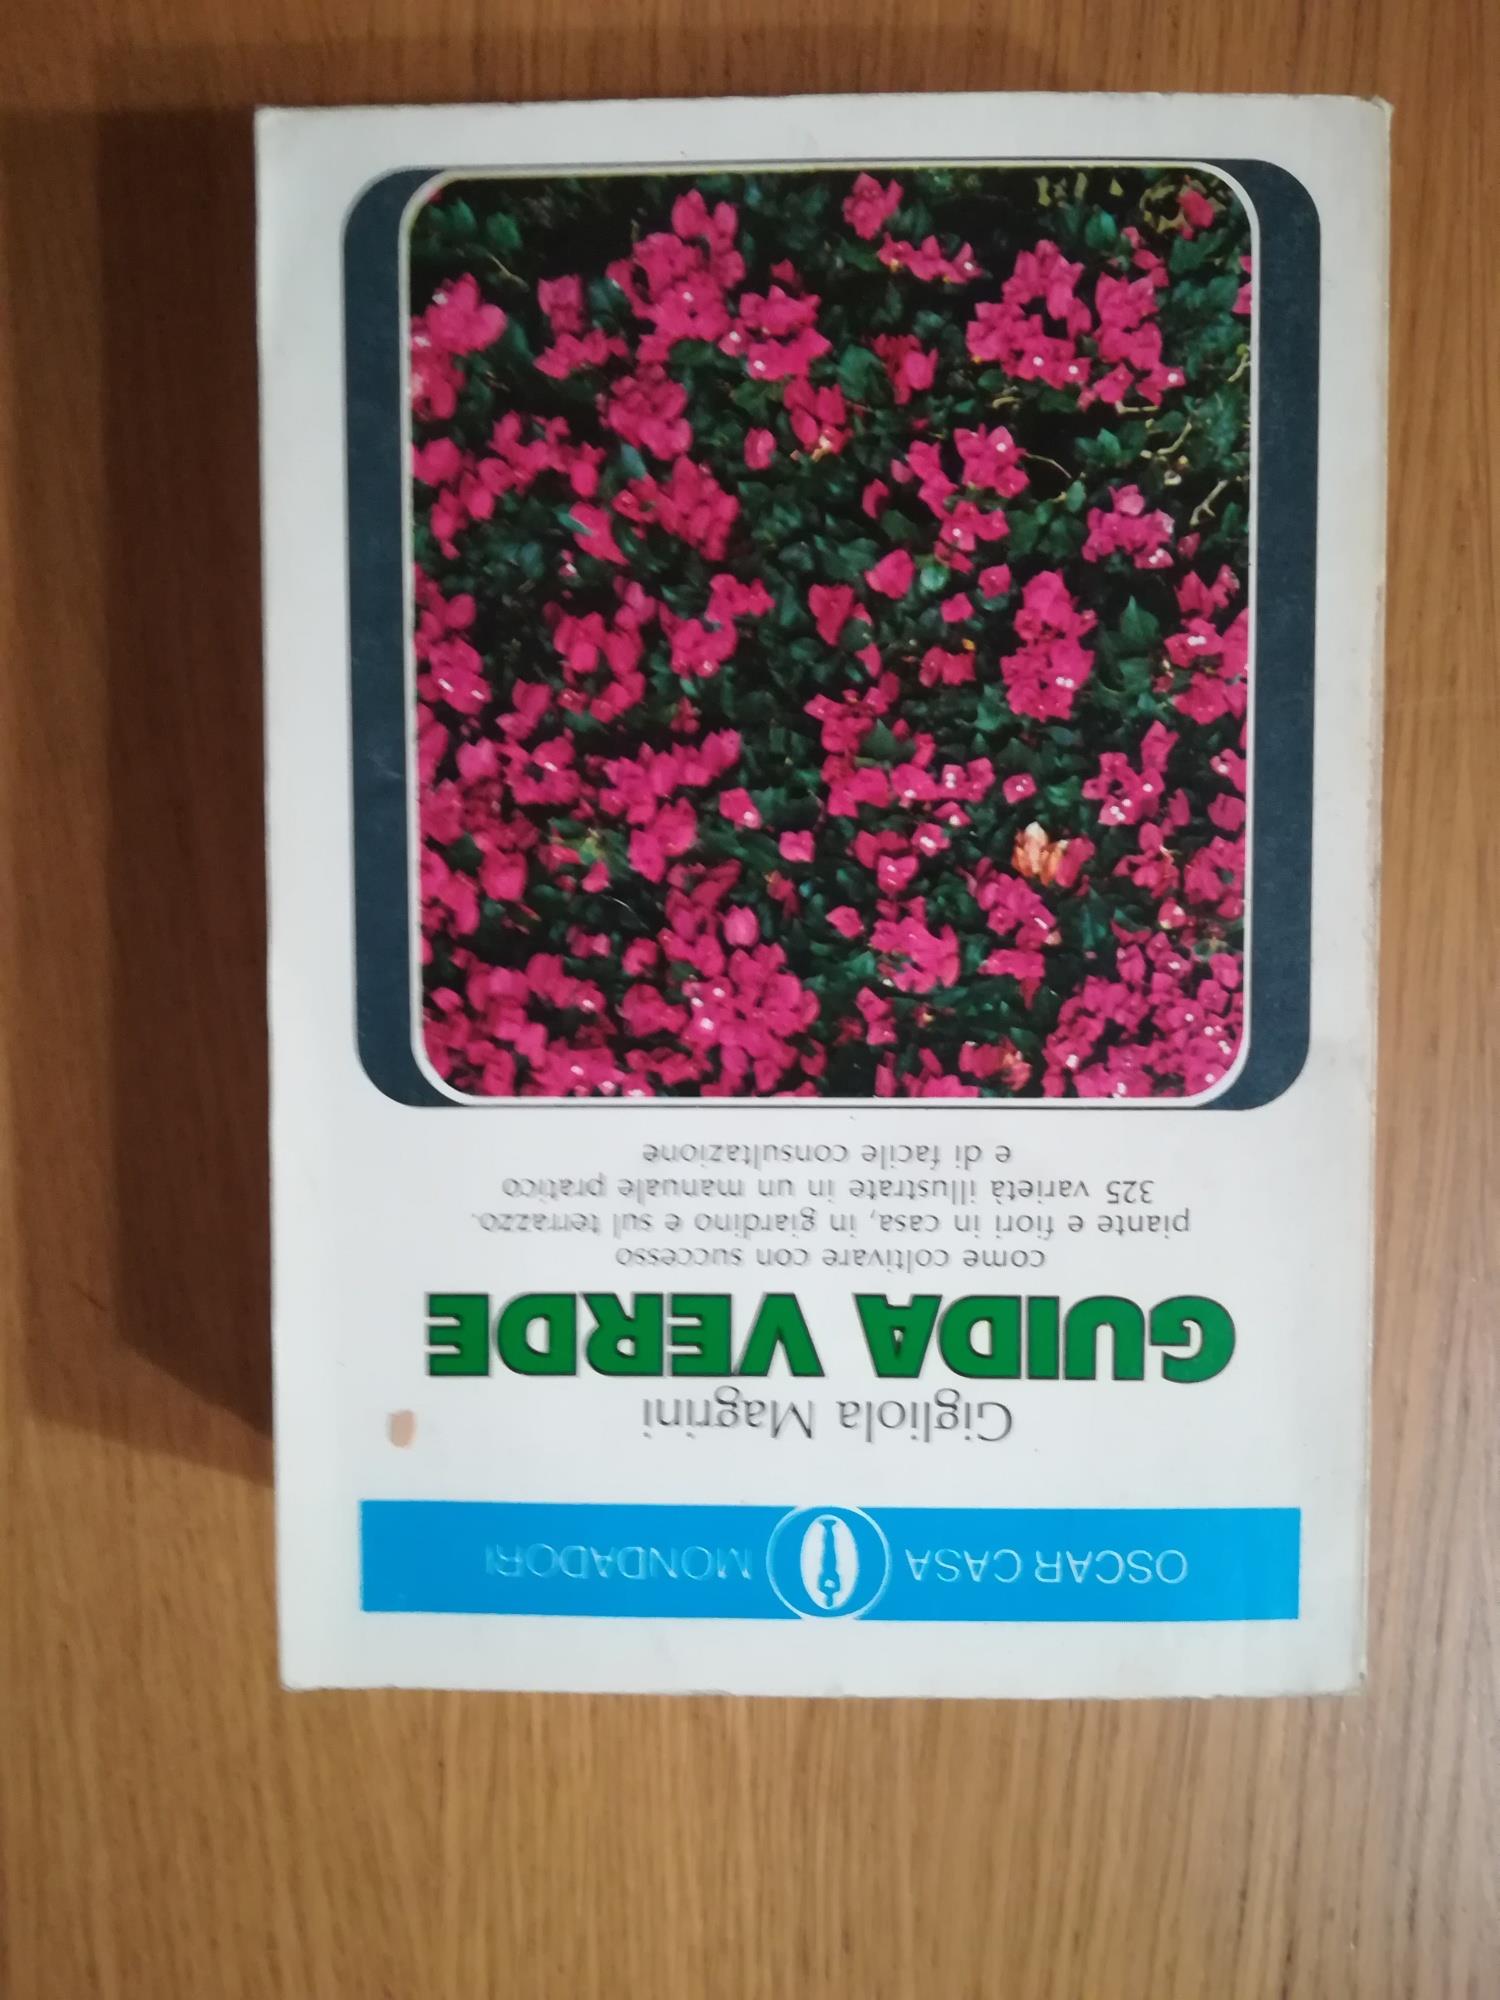 OSCAR CASA MONDADORI
Gigliola Magrini
GUIDA VERDE
come coltivare con successo
piante e fiori in casa, in giardino e sul terrazzo.
325 varietà illustrate in un manuale pratico
e di facile consultazione